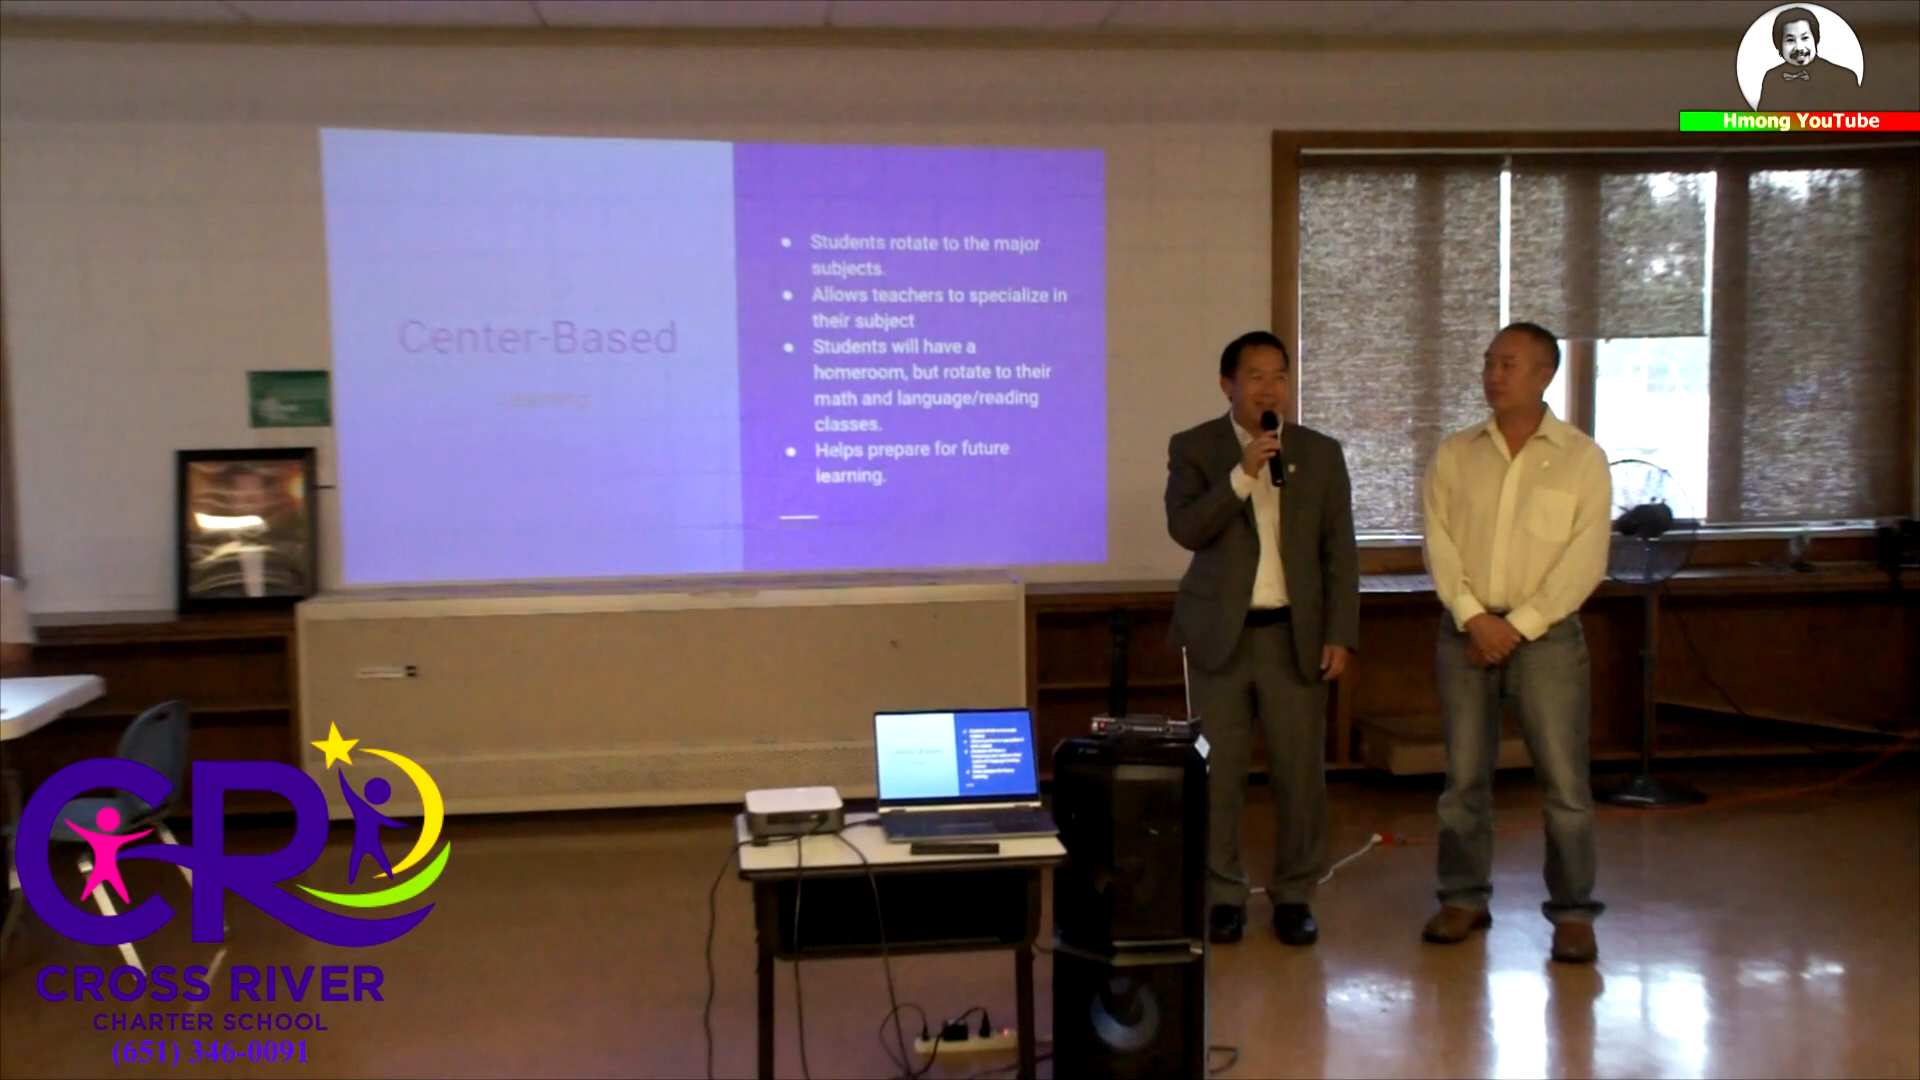 Hmong YouTube
Center-Based
Learning
● Students rotate to the major
subjects.
● Allows teachers to specialize in
their subject
● Students will have a
homeroom, but rotate to their
math and language/reading
classes.
● Helps prepare for future
learning.
CR
CROSS RIVER
CHARTER SCHOOL
(651) 346-0091